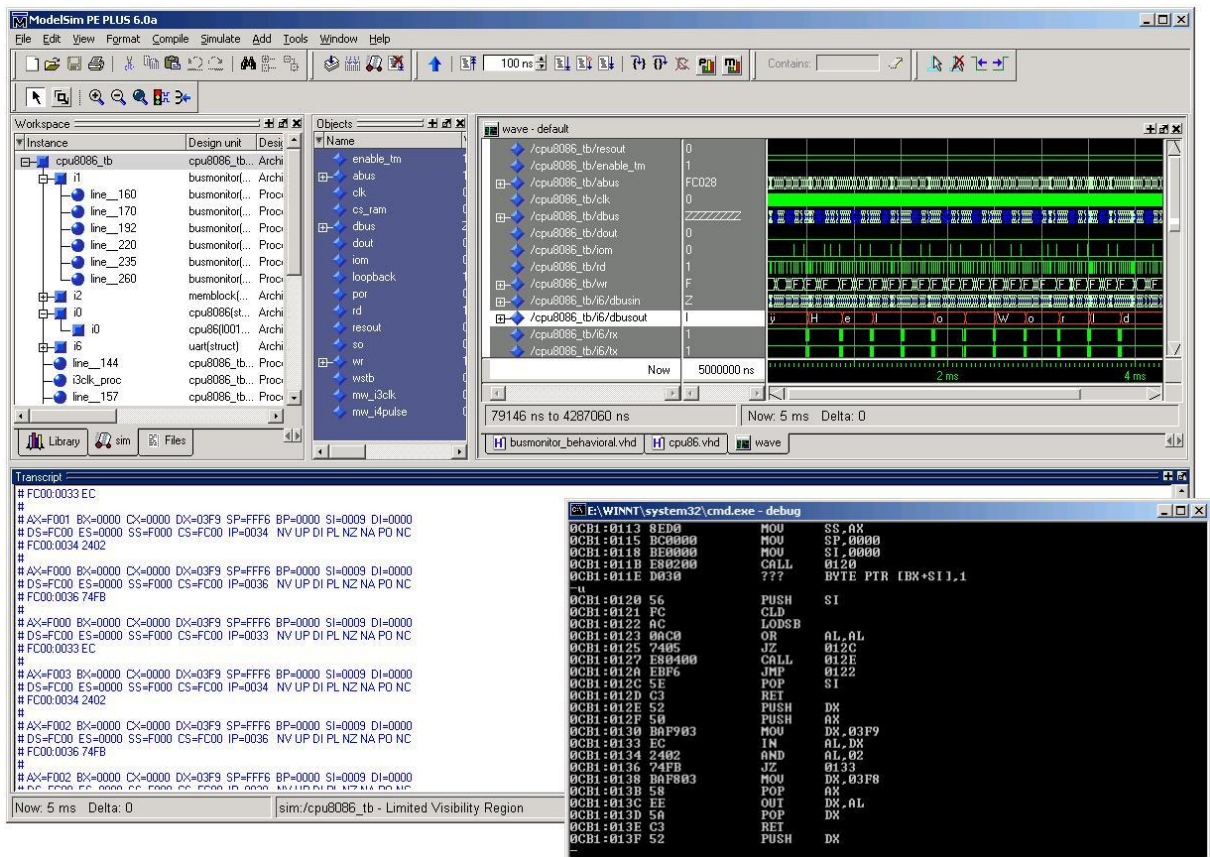 ModelSim PE PLUS 6.0a
File Edit View Format Compile Simulate Add Tools Window Help
100 ns Contains:
Workspace
Instance Design unit
cpu8086_tb cpu8086_tb... Archi
i1 busmonitor(... Archi
line__160 busmonitor(... Proc
line__170 busmonitor(... Proc
line__192 busmonitor(... Proc
line__220 busmonitor(... Proc
line__235 busmonitor(... Proc
line__260 busmonitor(... Proc
i2 memblock(... Archi
i0 cpu8086(st... Archi
i0 cpu86(l001... Archi
i6 uart(struct) Archi
line__144 cpu8086_tb... Proc
i3clk_proc cpu8086_tb... Proc
line__157 cpu8086_tb... Proc
Library sim Files
Objects
Name
enable_tm
abus
clk
cs_ram
dbus
dout
iom
loopback
por
rd
resout
so
wr
wstb
mw_i3clk
mw_i4pulse
wave - default
/cpu8086_tb/resout 0
/cpu8086_tb/enable_tm 1
/cpu8086_tb/abus FC028
/cpu8086_tb/clk 0
/cpu8086_tb/dbus ZZZZZZZZ
/cpu8086_tb/dout 0
/cpu8086_tb/iom 0
/cpu8086_tb/rd 1
/cpu8086_tb/wr F
/cpu8086_tb/i6/dbusin Z
/cpu8086_tb/i6/dbusout l ÿ H e l o W o r l d
/cpu8086_tb/i6/rx 1
/cpu8086_tb/i6/tx 1
Now 5000000 ns 2 ms 4 ms
79146 ns to 4287060 ns Now: 5 ms Delta: 0
busmonitor_behavioral.vhd cpu86.vhd wave
Transcript
# FC00:0033 EC
#
# AX=F001 BX=0000 CX=0000 DX=03F9 SP=FFF6 BP=0000 SI=0009 DI=0000
# DS=FC00 ES=0000 SS=F000 CS=FC00 IP=0034 NV UP DI PL NZ NA PO NC
# FC00:0034 2402
#
# AX=F000 BX=0000 CX=0000 DX=03F9 SP=FFF6 BP=0000 SI=0009 DI=0000
# DS=FC00 ES=0000 SS=F000 CS=FC00 IP=0036 NV UP DI PL NZ NA PO NC
# FC00:0036 74FB
#
# AX=F000 BX=0000 CX=0000 DX=03F9 SP=FFF6 BP=0000 SI=0009 DI=0000
# DS=FC00 ES=0000 SS=F000 CS=FC00 IP=0033 NV UP DI PL NZ NA PO NC
# FC00:0033 EC
#
# AX=F003 BX=0000 CX=0000 DX=03F9 SP=FFF6 BP=0000 SI=0009 DI=0000
# DS=FC00 ES=0000 SS=F000 CS=FC00 IP=0034 NV UP DI PL NZ NA PO NC
# FC00:0034 2402
#
# AX=F002 BX=0000 CX=0000 DX=03F9 SP=FFF6 BP=0000 SI=0009 DI=0000
# DS=FC00 ES=0000 SS=F000 CS=FC00 IP=0036 NV UP DI PL NZ NA PO NC
# FC00:0036 74FB
#
# AX=F002 BX=0000 CX=0000 DX=03F9 SP=FFF6 BP=0000 SI=0009 DI=0000
Now: 5 ms Delta: 0 sim:/cpu8086_tb - Limited Visibility Region
E:\WINNT\system32\cmd.exe - debug
0CB1:0113 8ED0 MOV SS,AX
0CB1:0115 BC0000 MOV SP,0000
0CB1:0118 BE0000 MOV SI,0000
0CB1:011B E80200 CALL 0120
0CB1:011E D030 ??? BYTE PTR [BX+SI],1
-u
0CB1:0120 56 PUSH SI
0CB1:0121 FC CLD
0CB1:0122 AC LODSB
0CB1:0123 0AC0 OR AL,AL
0CB1:0125 7405 JZ 012C
0CB1:0127 E80400 CALL 012E
0CB1:012A EBF6 JMP 0122
0CB1:012C 5E POP SI
0CB1:012D C3 RET
0CB1:012E 52 PUSH DX
0CB1:012F 50 PUSH AX
0CB1:0130 BAF903 MOV DX,03F9
0CB1:0133 EC IN AL,DX
0CB1:0134 2402 AND AL,02
0CB1:0136 74FB JZ 0133
0CB1:0138 BAF803 MOV DX,03F8
0CB1:013B 58 POP AX
0CB1:013C EE OUT DX,AL
0CB1:013D 5A POP DX
0CB1:013E C3 RET
0CB1:013F 52 PUSH DX
-